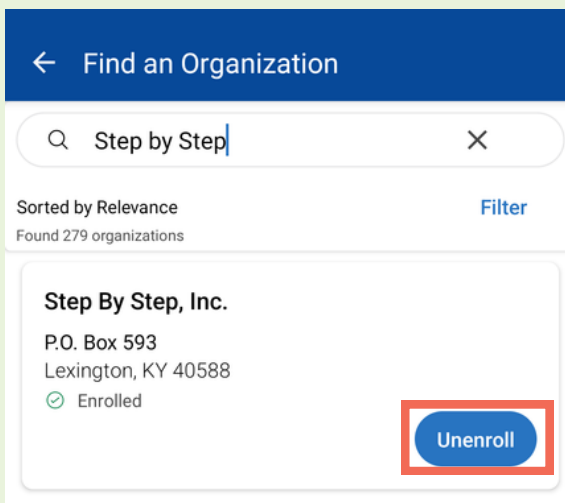 Find an Organization
Step by Step
Sorted by Relevance
Filter
Found 279 organizations
Step By Step, Inc.
P.O. Box 593
Lexington, KY 40588
Enrolled
Unenroll